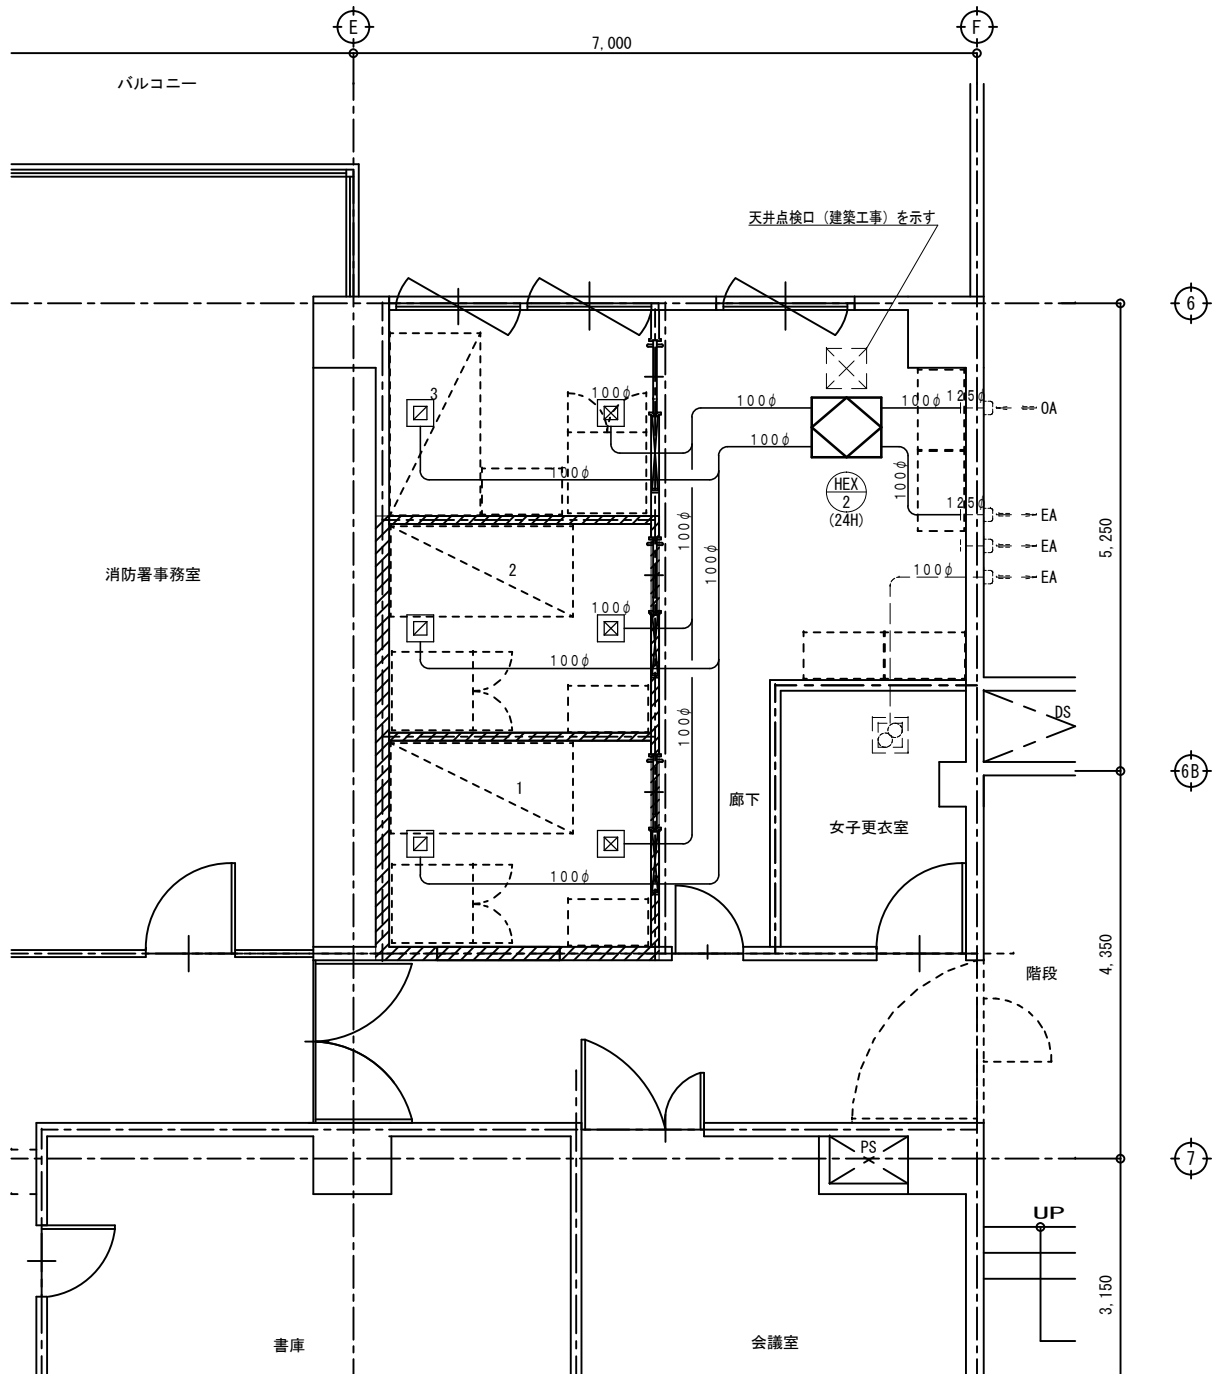 E
F
7,000
バルコニー
天井点検口（建築工事）を示す
6
3
100φ
100φ
100φ
125φ
OA
100φ
100φ
100φ
HEX
2
(24H)
125φ
EA
EA
EA
100φ
100φ
100φ
5,250
消防署事務室
2
100φ
100φ
100φ
DS
6B
1
廊下
女子更衣室
100φ
階段
4,350
PS
7
UP
3,150
書庫
会議室